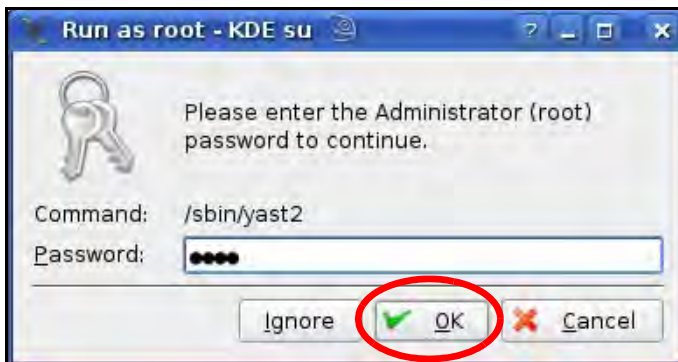 Run as root - KDE su
Please enter the Administrator (root)
password to continue.
Command: /sbin/yast2
Password: ●●●●
Ignore OK Cancel